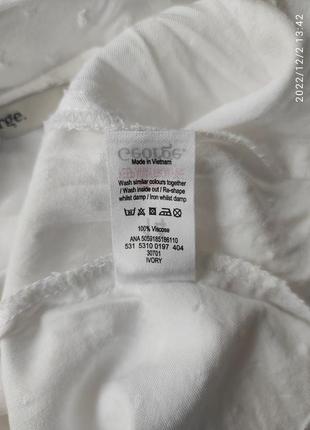 2022/12/2 13:42
rge.
George
Made in Vietnam
Wash similar colours together
/ Wash inside out / Re-shape
whilst damp / Iron whilst damp
100% Viscose
ANA 5059185186110
531 5310 0197 404
30701
IVORY